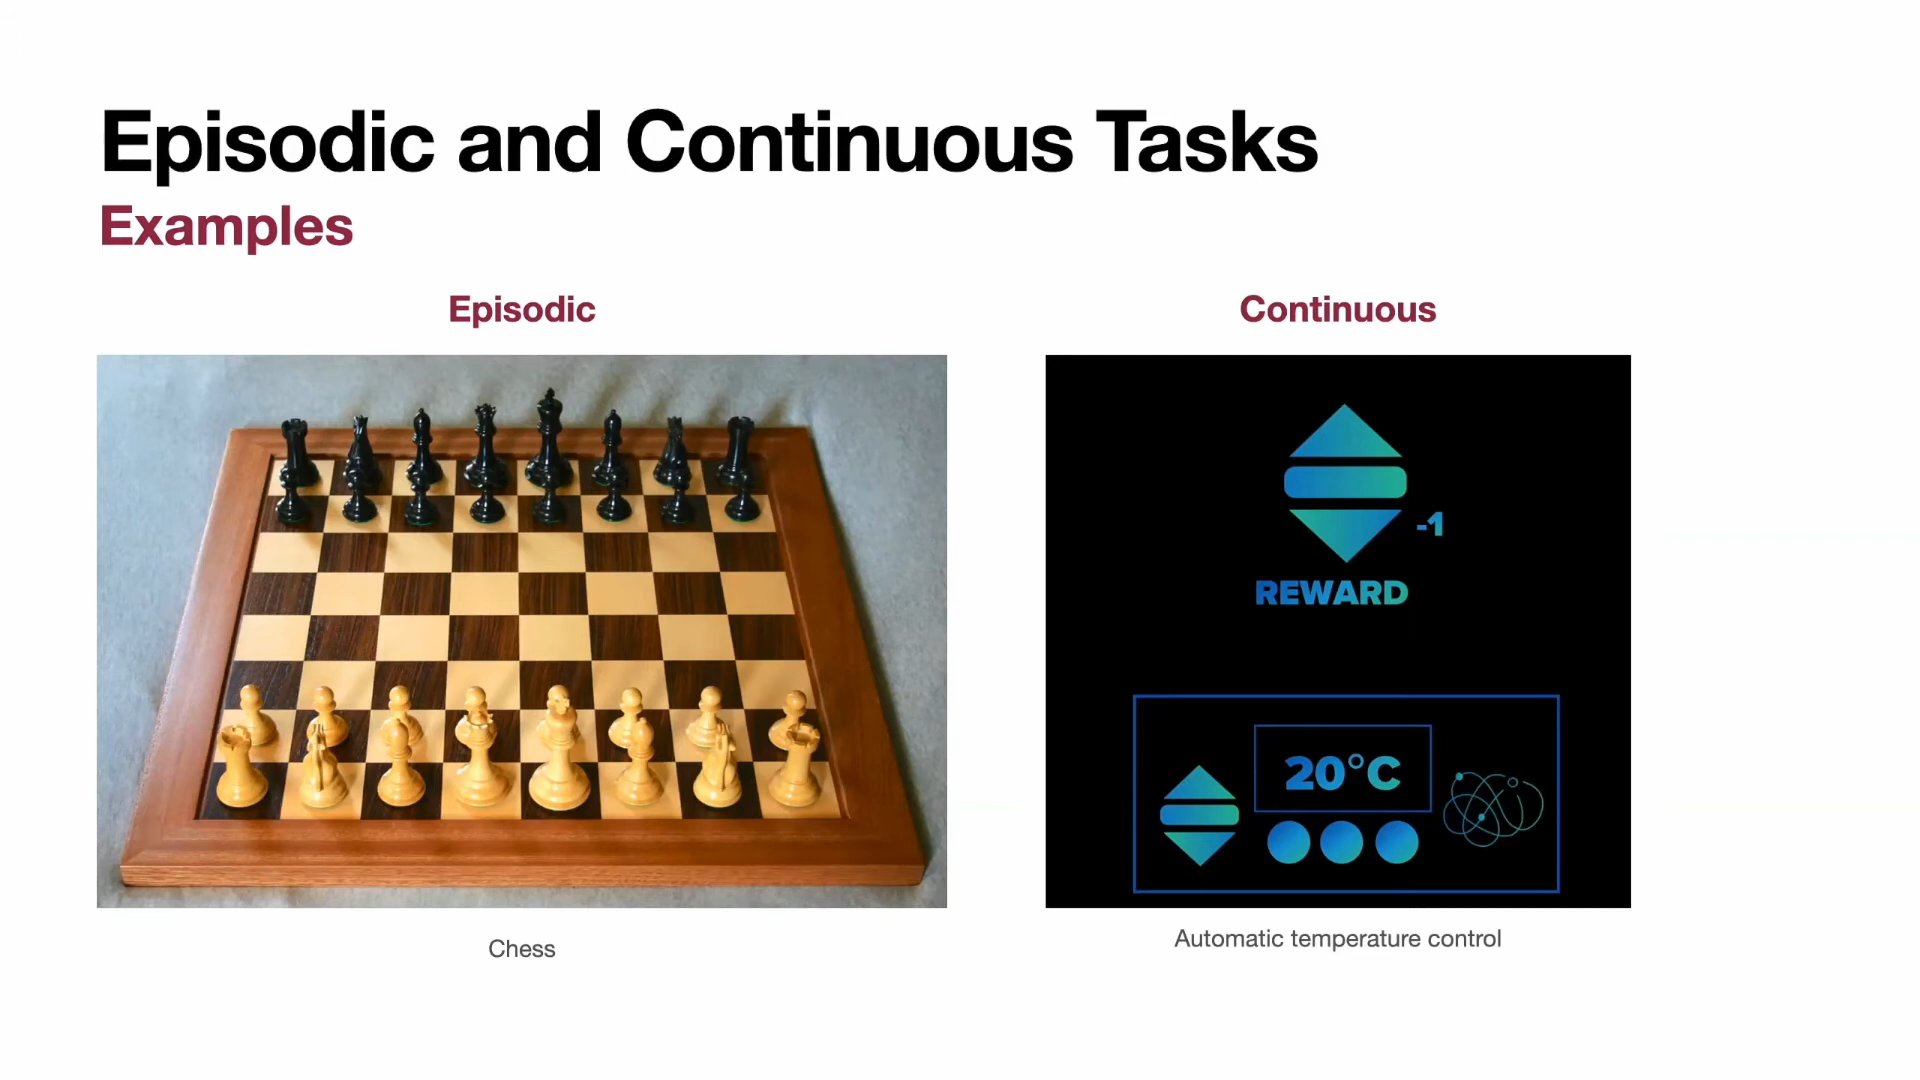 Episodic and Continuous Tasks
Examples
Episodic
Continuous
-1
REWARD
20°C
Chess
Automatic temperature control